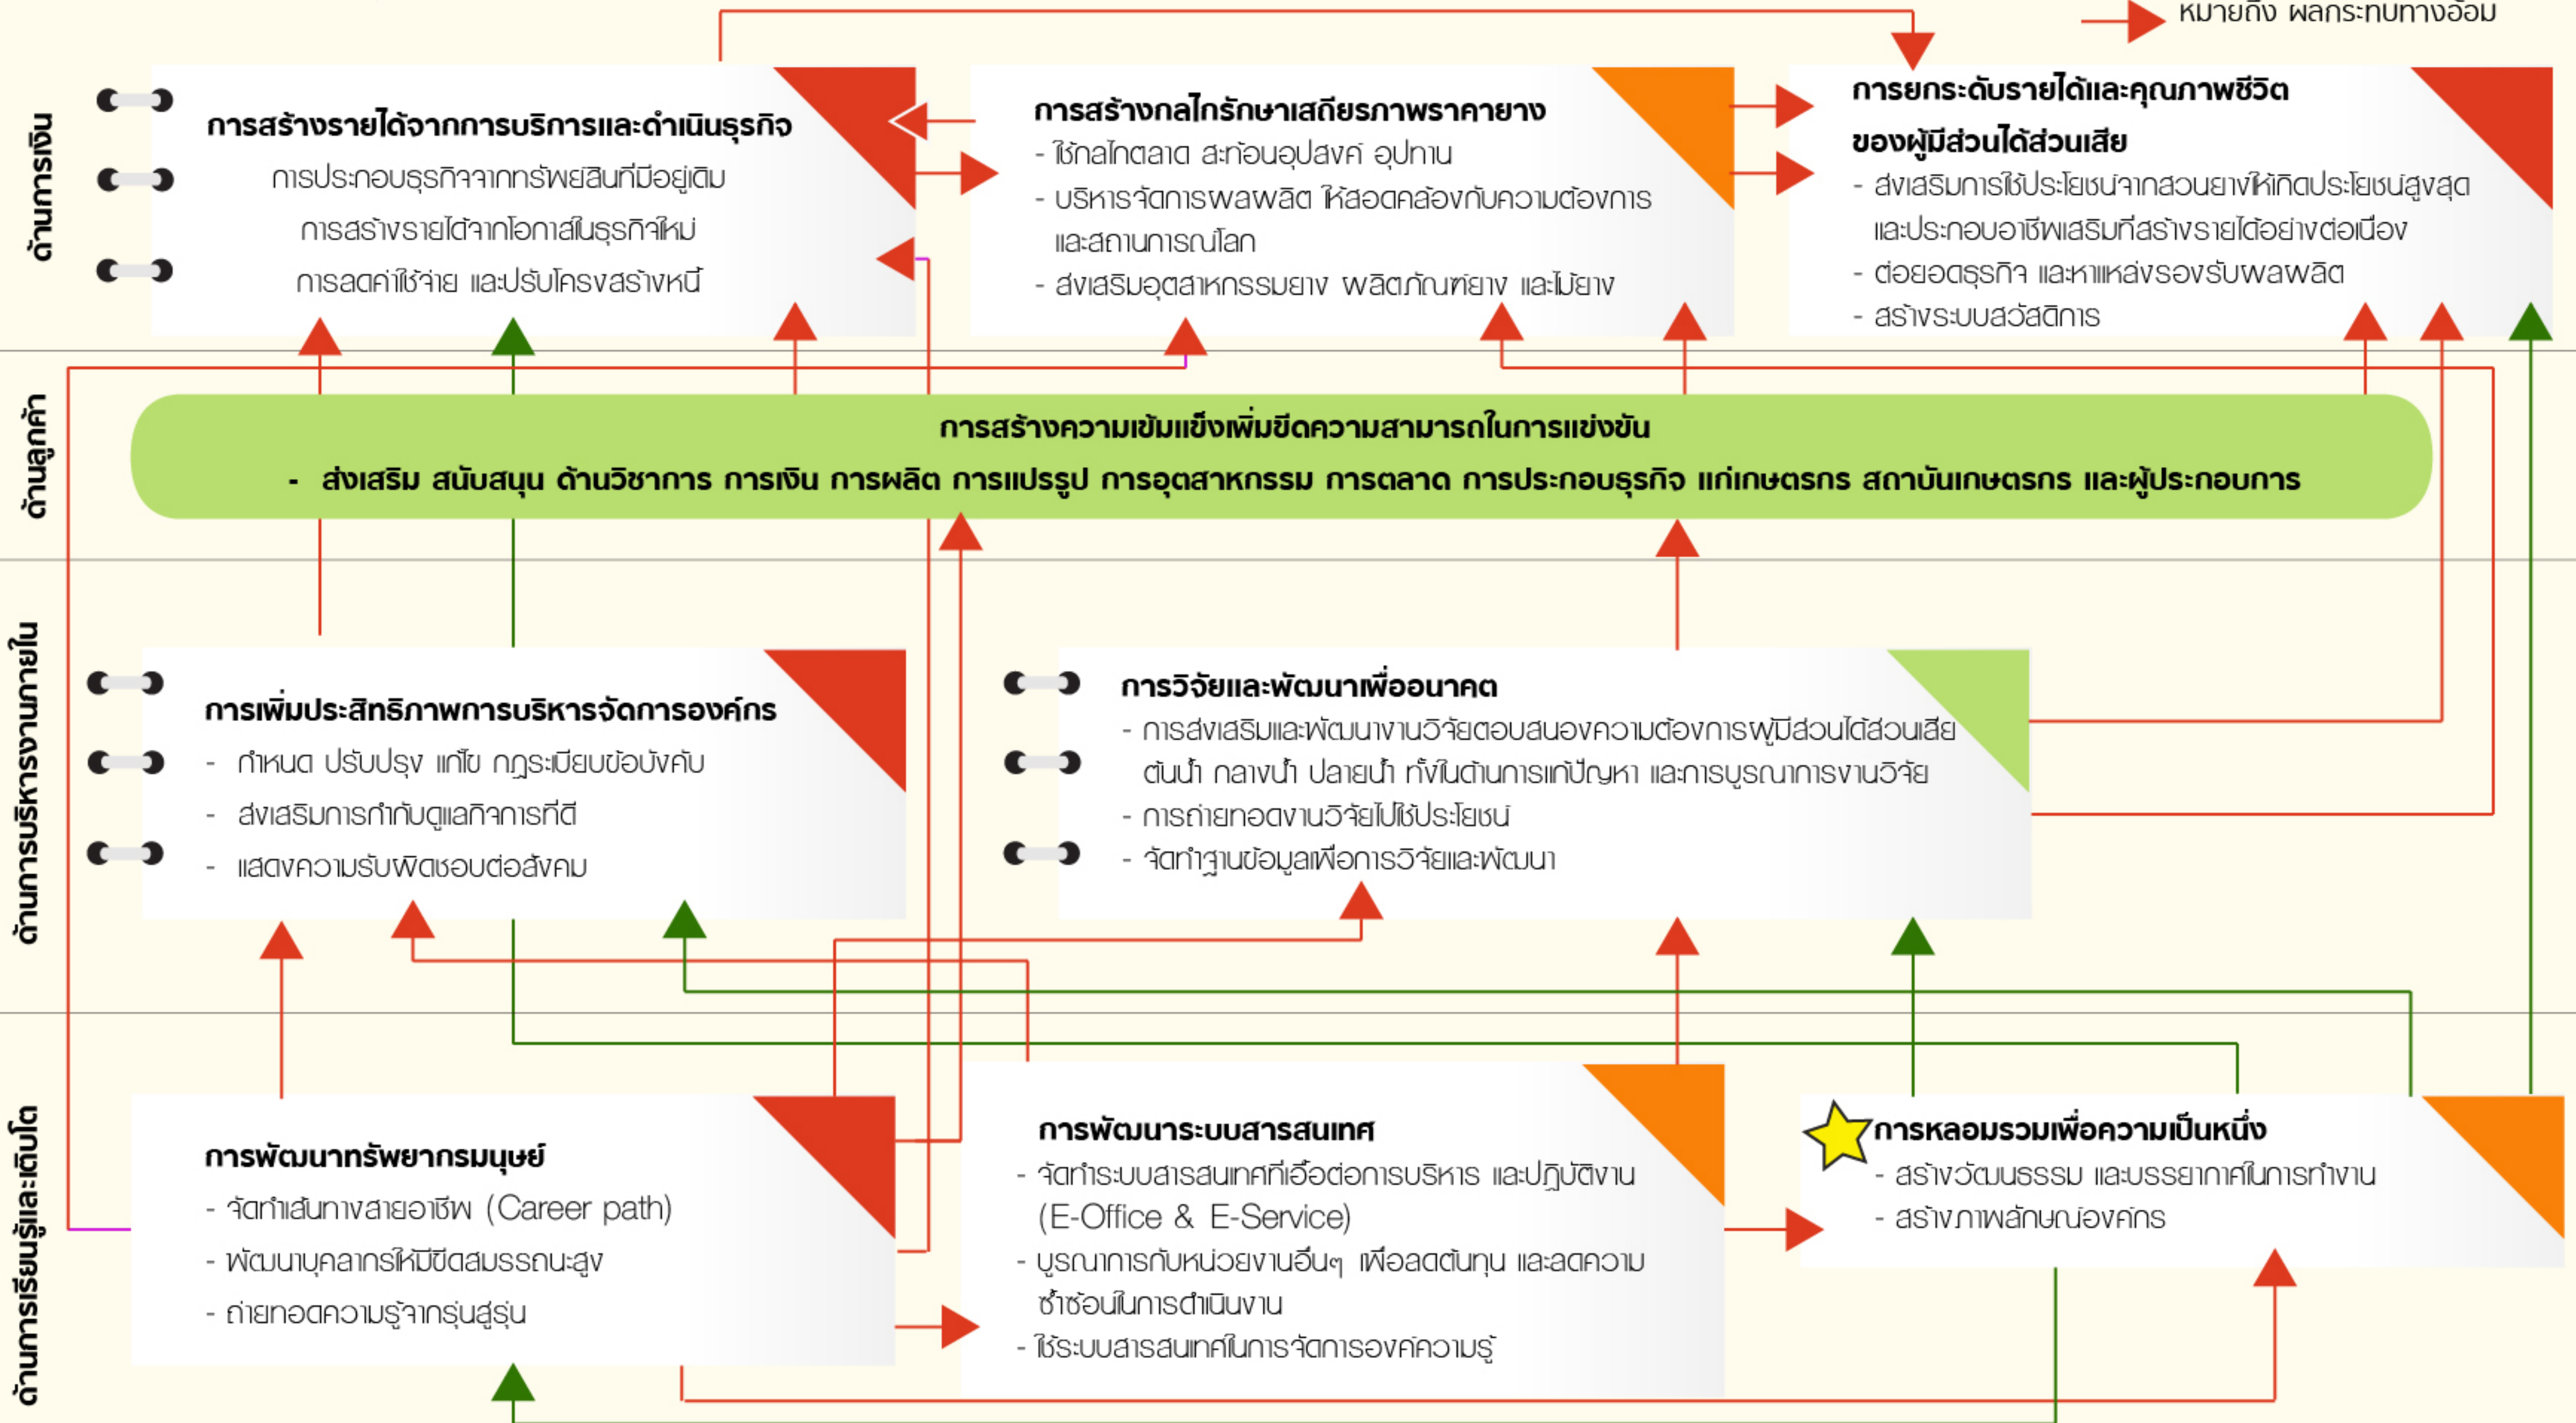 หมายถึง ผลกระทบทางอ้อม
ด้านการเงิน
การสร้างรายได้จากการบริการและดำเนินธุรกิจ
การประกอบธุรกิจจากทรัพย์สินที่มีอยู่เดิม
การสร้างรายได้จากโอกาสในธุรกิจใหม่
การลดค่าใช้จ่าย และปรับโครงสร้างหนี้
การสร้างกลไกรักษาเสถียรภาพราคายาง
- ใช้กลไกตลาด สะท้อนอุปสงค์ อุปทาน
- บริหารจัดการผลผลิต ให้สอดคล้องกับความต้องการ
และสถานการณ์โลก
- ส่งเสริมอุตสาหกรรมยาง ผลิตภัณฑ์ยาง และไม้ยาง
การยกระดับรายได้และคุณภาพชีวิต
ของผู้มีส่วนได้ส่วนเสีย
- ส่งเสริมการใช้ประโยชน์จากสวนยางให้เกิดประโยชน์สูงสุด
และประกอบอาชีพเสริมที่สร้างรายได้อย่างต่อเนื่อง
- ต่อยอดธุรกิจ และหาแหล่งรองรับผลผลิต
- สร้างระบบสวัสดิการ
ด้านลูกค้า
การสร้างความเข้มแข็งเพิ่มขีดความสามารถในการแข่งขัน
- ส่งเสริม สนับสนุน ด้านวิชาการ การเงิน การผลิต การแปรรูป การอุตสาหกรรม การตลาด การประกอบธุรกิจ แก่เกษตรกร สถาบันเกษตรกร และผู้ประกอบการ
ด้านการบริหารงานภายใน
การเพิ่มประสิทธิภาพการบริหารจัดการองค์กร
- กำหนด ปรับปรุง แก้ไข กฎระเบียบข้อบังคับ
- ส่งเสริมการกำกับดูแลกิจการที่ดี
- แสดงความรับผิดชอบต่อสังคม
การวิจัยและพัฒนาเพื่ออนาคต
- การส่งเสริมและพัฒนางานวิจัยตอบสนองความต้องการผู้มีส่วนได้ส่วนเสีย
ต้นน้ำ กลางน้ำ ปลายน้ำ ทั้งในด้านการแก้ปัญหา และการบูรณาการงานวิจัย
- การถ่ายทอดงานวิจัยไปใช้ประโยชน์
- จัดทำฐานข้อมูลเพื่อการวิจัยและพัฒนา
ด้านการเรียนรู้และเติบโต
การพัฒนาทรัพยากรมนุษย์
- จัดทำเส้นทางสายอาชีพ (Career path)
- พัฒนาบุคลากรให้มีขีดสมรรถนะสูง
- ถ่ายทอดความรู้จากรุ่นสู่รุ่น
การพัฒนาระบบสารสนเทศ
- จัดทำระบบสารสนเทศที่เอื้อต่อการบริหาร และปฏิบัติงาน
(E-Office & E-Service)
- บูรณาการกับหน่วยงานอื่นๆ เพื่อลดต้นทุน และลดความ
ซ้ำซ้อนในการดำเนินงาน
- ใช้ระบบสารสนเทศในการจัดการองค์ความรู้
การหลอมรวมเพื่อความเป็นหนึ่ง
- สร้างวัฒนธรรม และบรรยากาศในการทำงาน
- สร้างภาพลักษณ์องค์กร